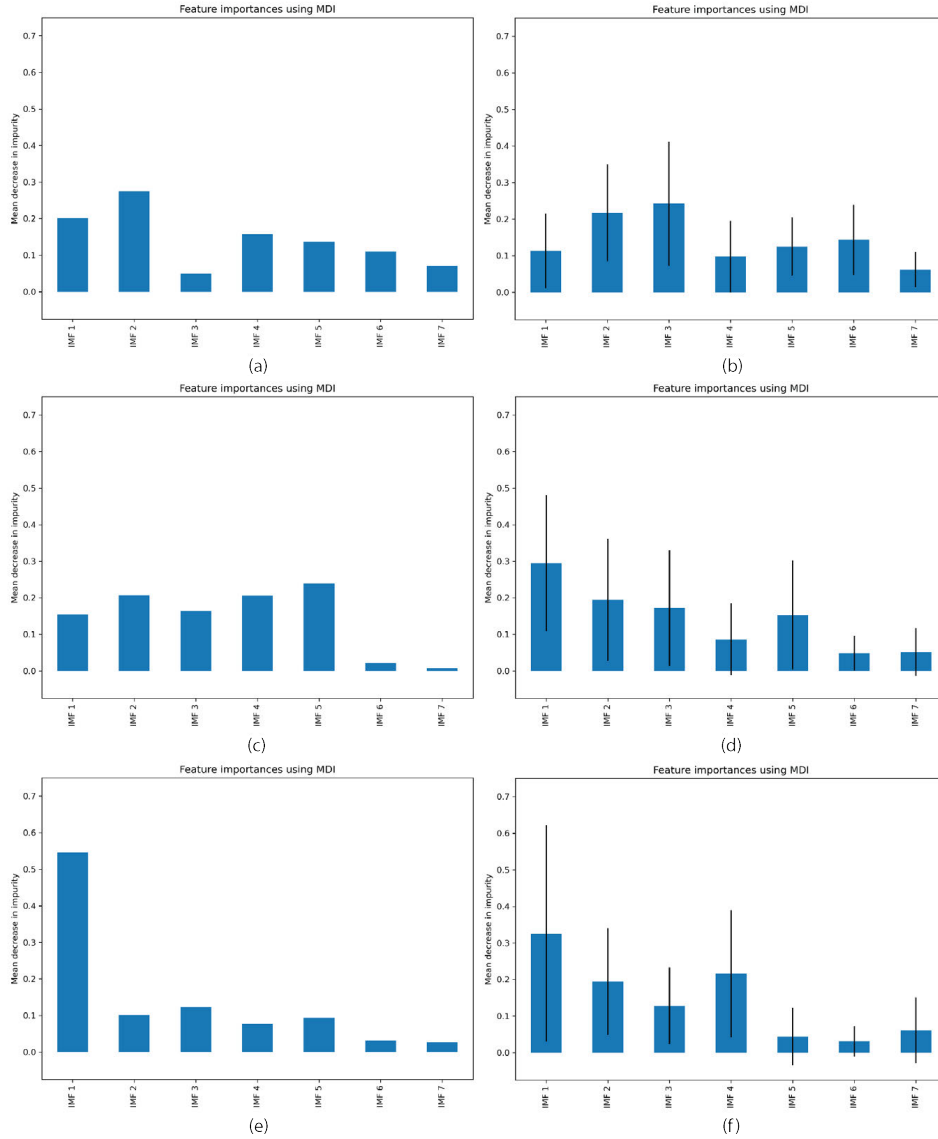 Feature importances using MDI
Mean decrease in impurity
0.7
0.6
0.5
0.4
0.3
0.2
0.1
0.0
IMF 1
IMF 2
IMF 3
IMF 4
IMF 5
IMF 6
IMF 7
(a)
Feature importances using MDI
Mean decrease in impurity
0.7
0.6
0.5
0.4
0.3
0.2
0.1
0.0
IMF 1
IMF 2
IMF 3
IMF 4
IMF 5
IMF 6
IMF 7
(b)
Feature importances using MDI
Mean decrease in impurity
0.7
0.6
0.5
0.4
0.3
0.2
0.1
0.0
IMF 1
IMF 2
IMF 3
IMF 4
IMF 5
IMF 6
IMF 7
(c)
Feature importances using MDI
Mean decrease in impurity
0.7
0.6
0.5
0.4
0.3
0.2
0.1
0.0
IMF 1
IMF 2
IMF 3
IMF 4
IMF 5
IMF 6
IMF 7
(d)
Feature importances using MDI
Mean decrease in impurity
0.7
0.6
0.5
0.4
0.3
0.2
0.1
0.0
IMF 1
IMF 2
IMF 3
IMF 4
IMF 5
IMF 6
IMF 7
(e)
Feature importances using MDI
Mean decrease in impurity
0.7
0.6
0.5
0.4
0.3
0.2
0.1
0.0
IMF 1
IMF 2
IMF 3
IMF 4
IMF 5
IMF 6
IMF 7
(f)